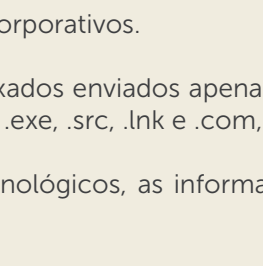 orporativos.
xados enviados apena
.exe, .src, .lnk e .com,
nológicos, as informa